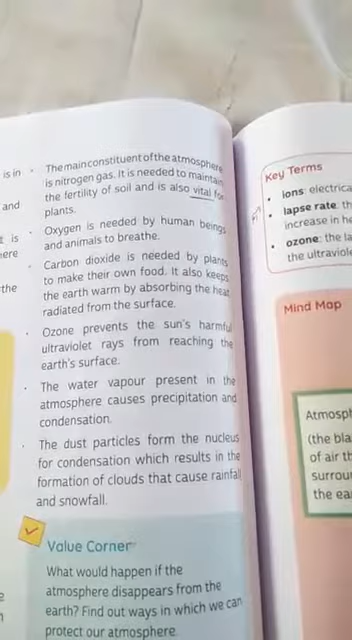 is in
and
t is
here
the
• The main constituent of the atmosphere
is nitrogen gas. It is needed to maintain
the fertility of soil and is also vital for
plants.
• Oxygen is needed by human beings
and animals to breathe.
• Carbon dioxide is needed by plants
to make their own food. It also keeps
the earth warm by absorbing the heat
radiated from the surface.
• Ozone prevents the sun's harmful
ultraviolet rays from reaching the
earth's surface.
• The water vapour present in the
atmosphere causes precipitation and
condensation.
• The dust particles form the nucleus
for condensation which results in the
formation of clouds that cause rainfall
and snowfall.
Value Corner
What would happen if the
atmosphere disappears from the
earth? Find out ways in which we can
protect our atmosphere.
Key Terms
• ions: electrica
• lapse rate: th
increase in he
• ozone: the la
the ultraviole
Mind Map
Atmosph
(the bla
of air th
surrou
the ea